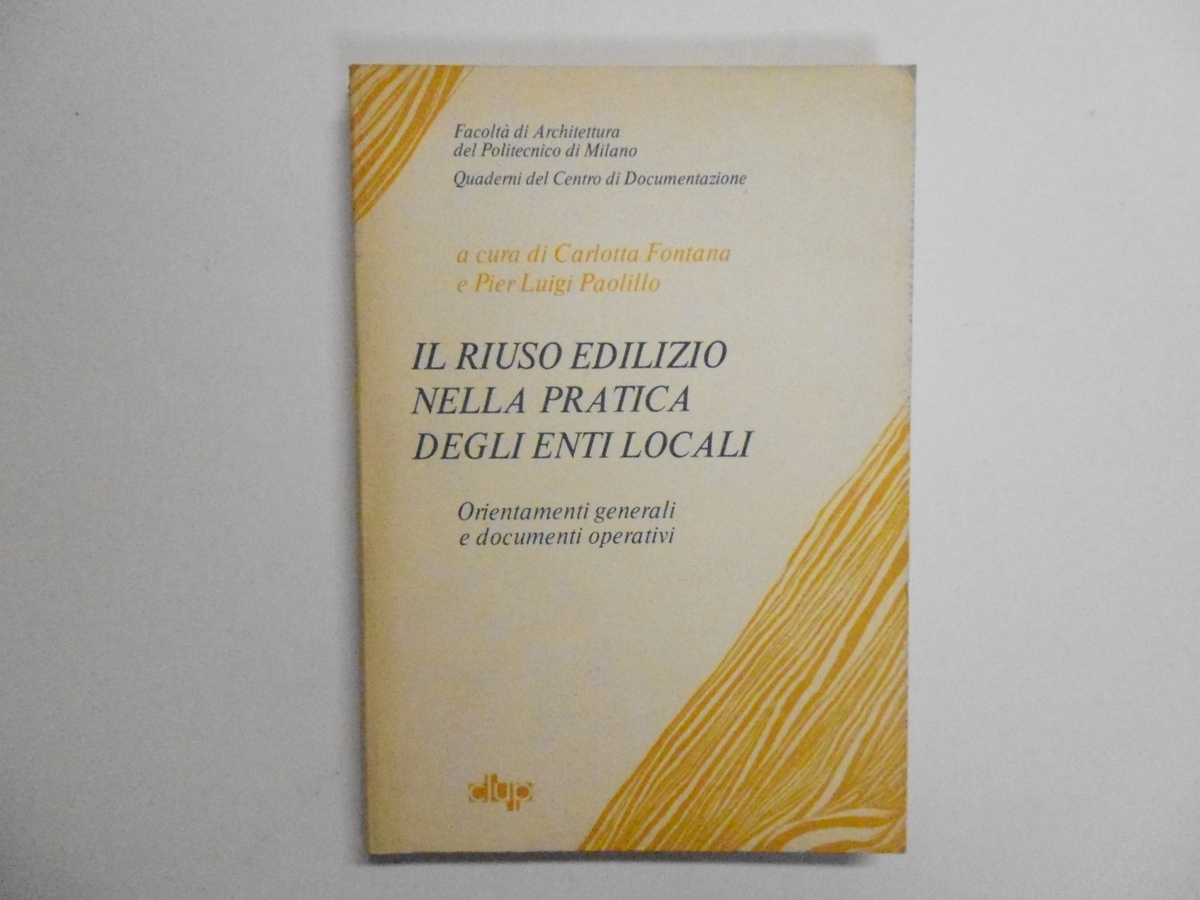 Facoltà di Architettura
del Politecnico di Milano
Quaderni del Centro di Documentazione
a cura di Carlotta Fontana
e Pier Luigi Paolillo
IL RIUSO EDILIZIO
NELLA PRATICA
DEGLI ENTI LOCALI
Orientamenti generali
e documenti operativi
clup